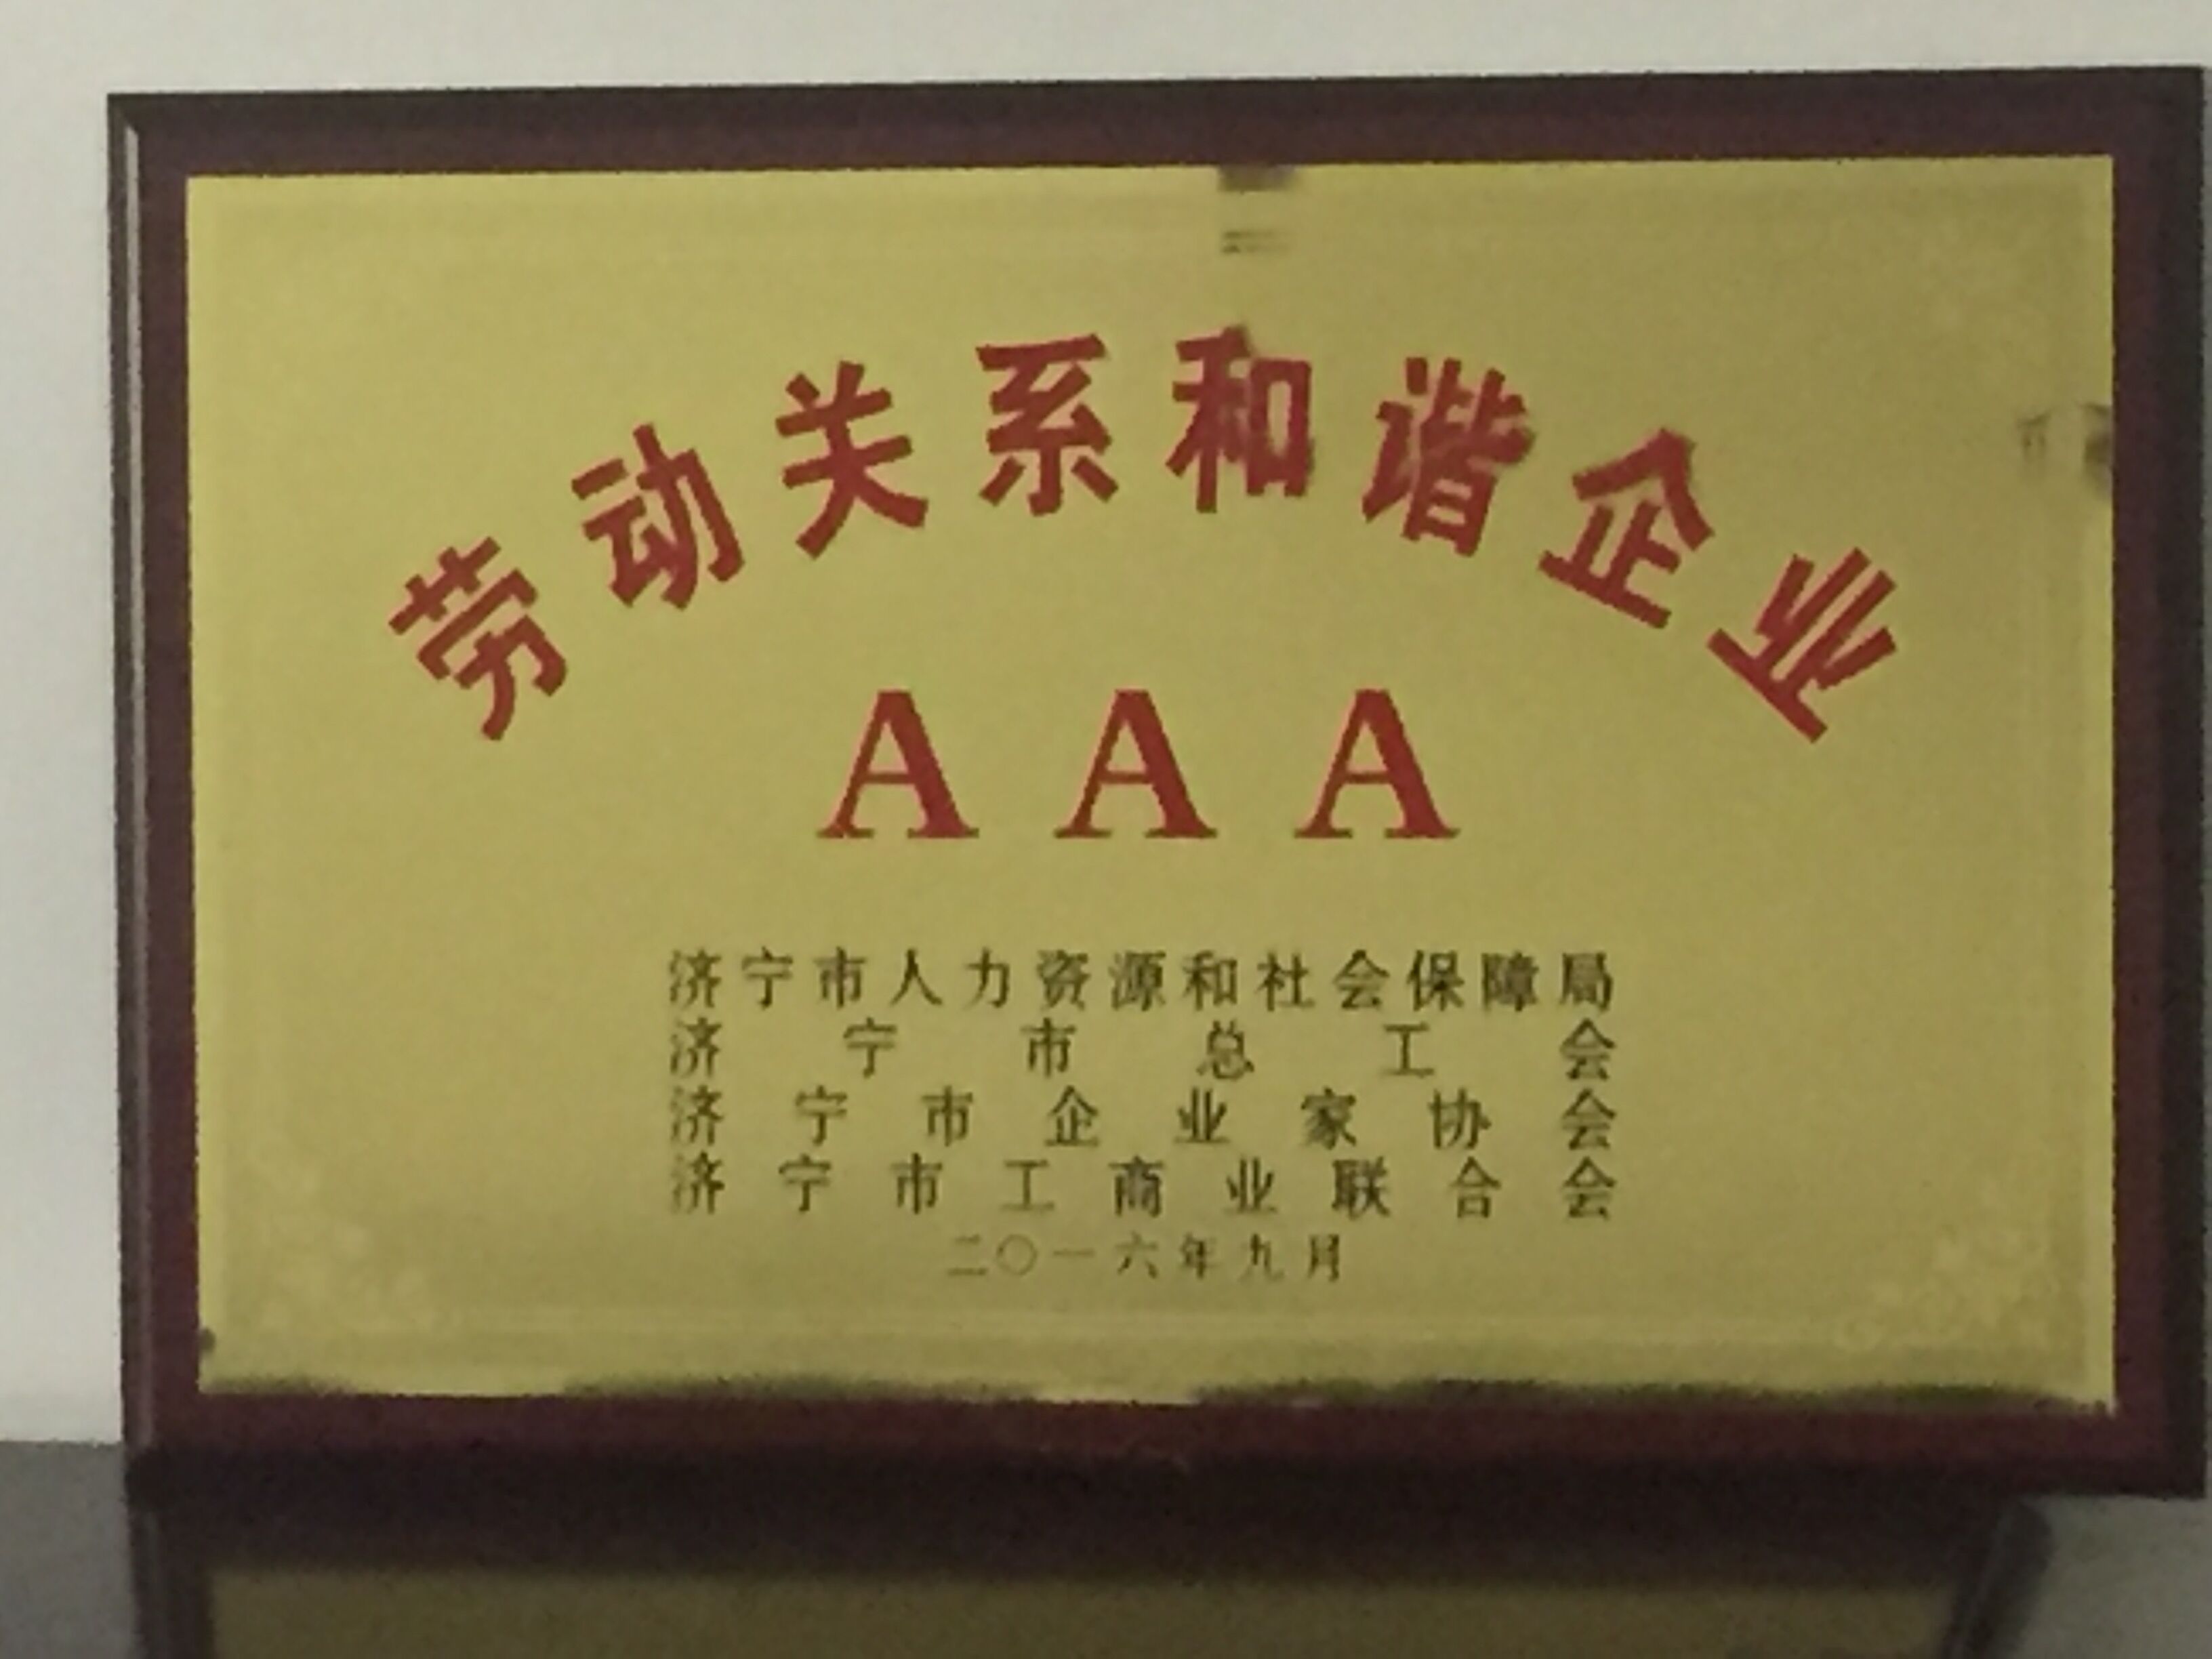 劳动关系和谐企业
AAA
济宁市人力资源和社会保障局
济宁市总工会
济宁市企业家协会
济宁市工商业联合会
二〇一六年九月